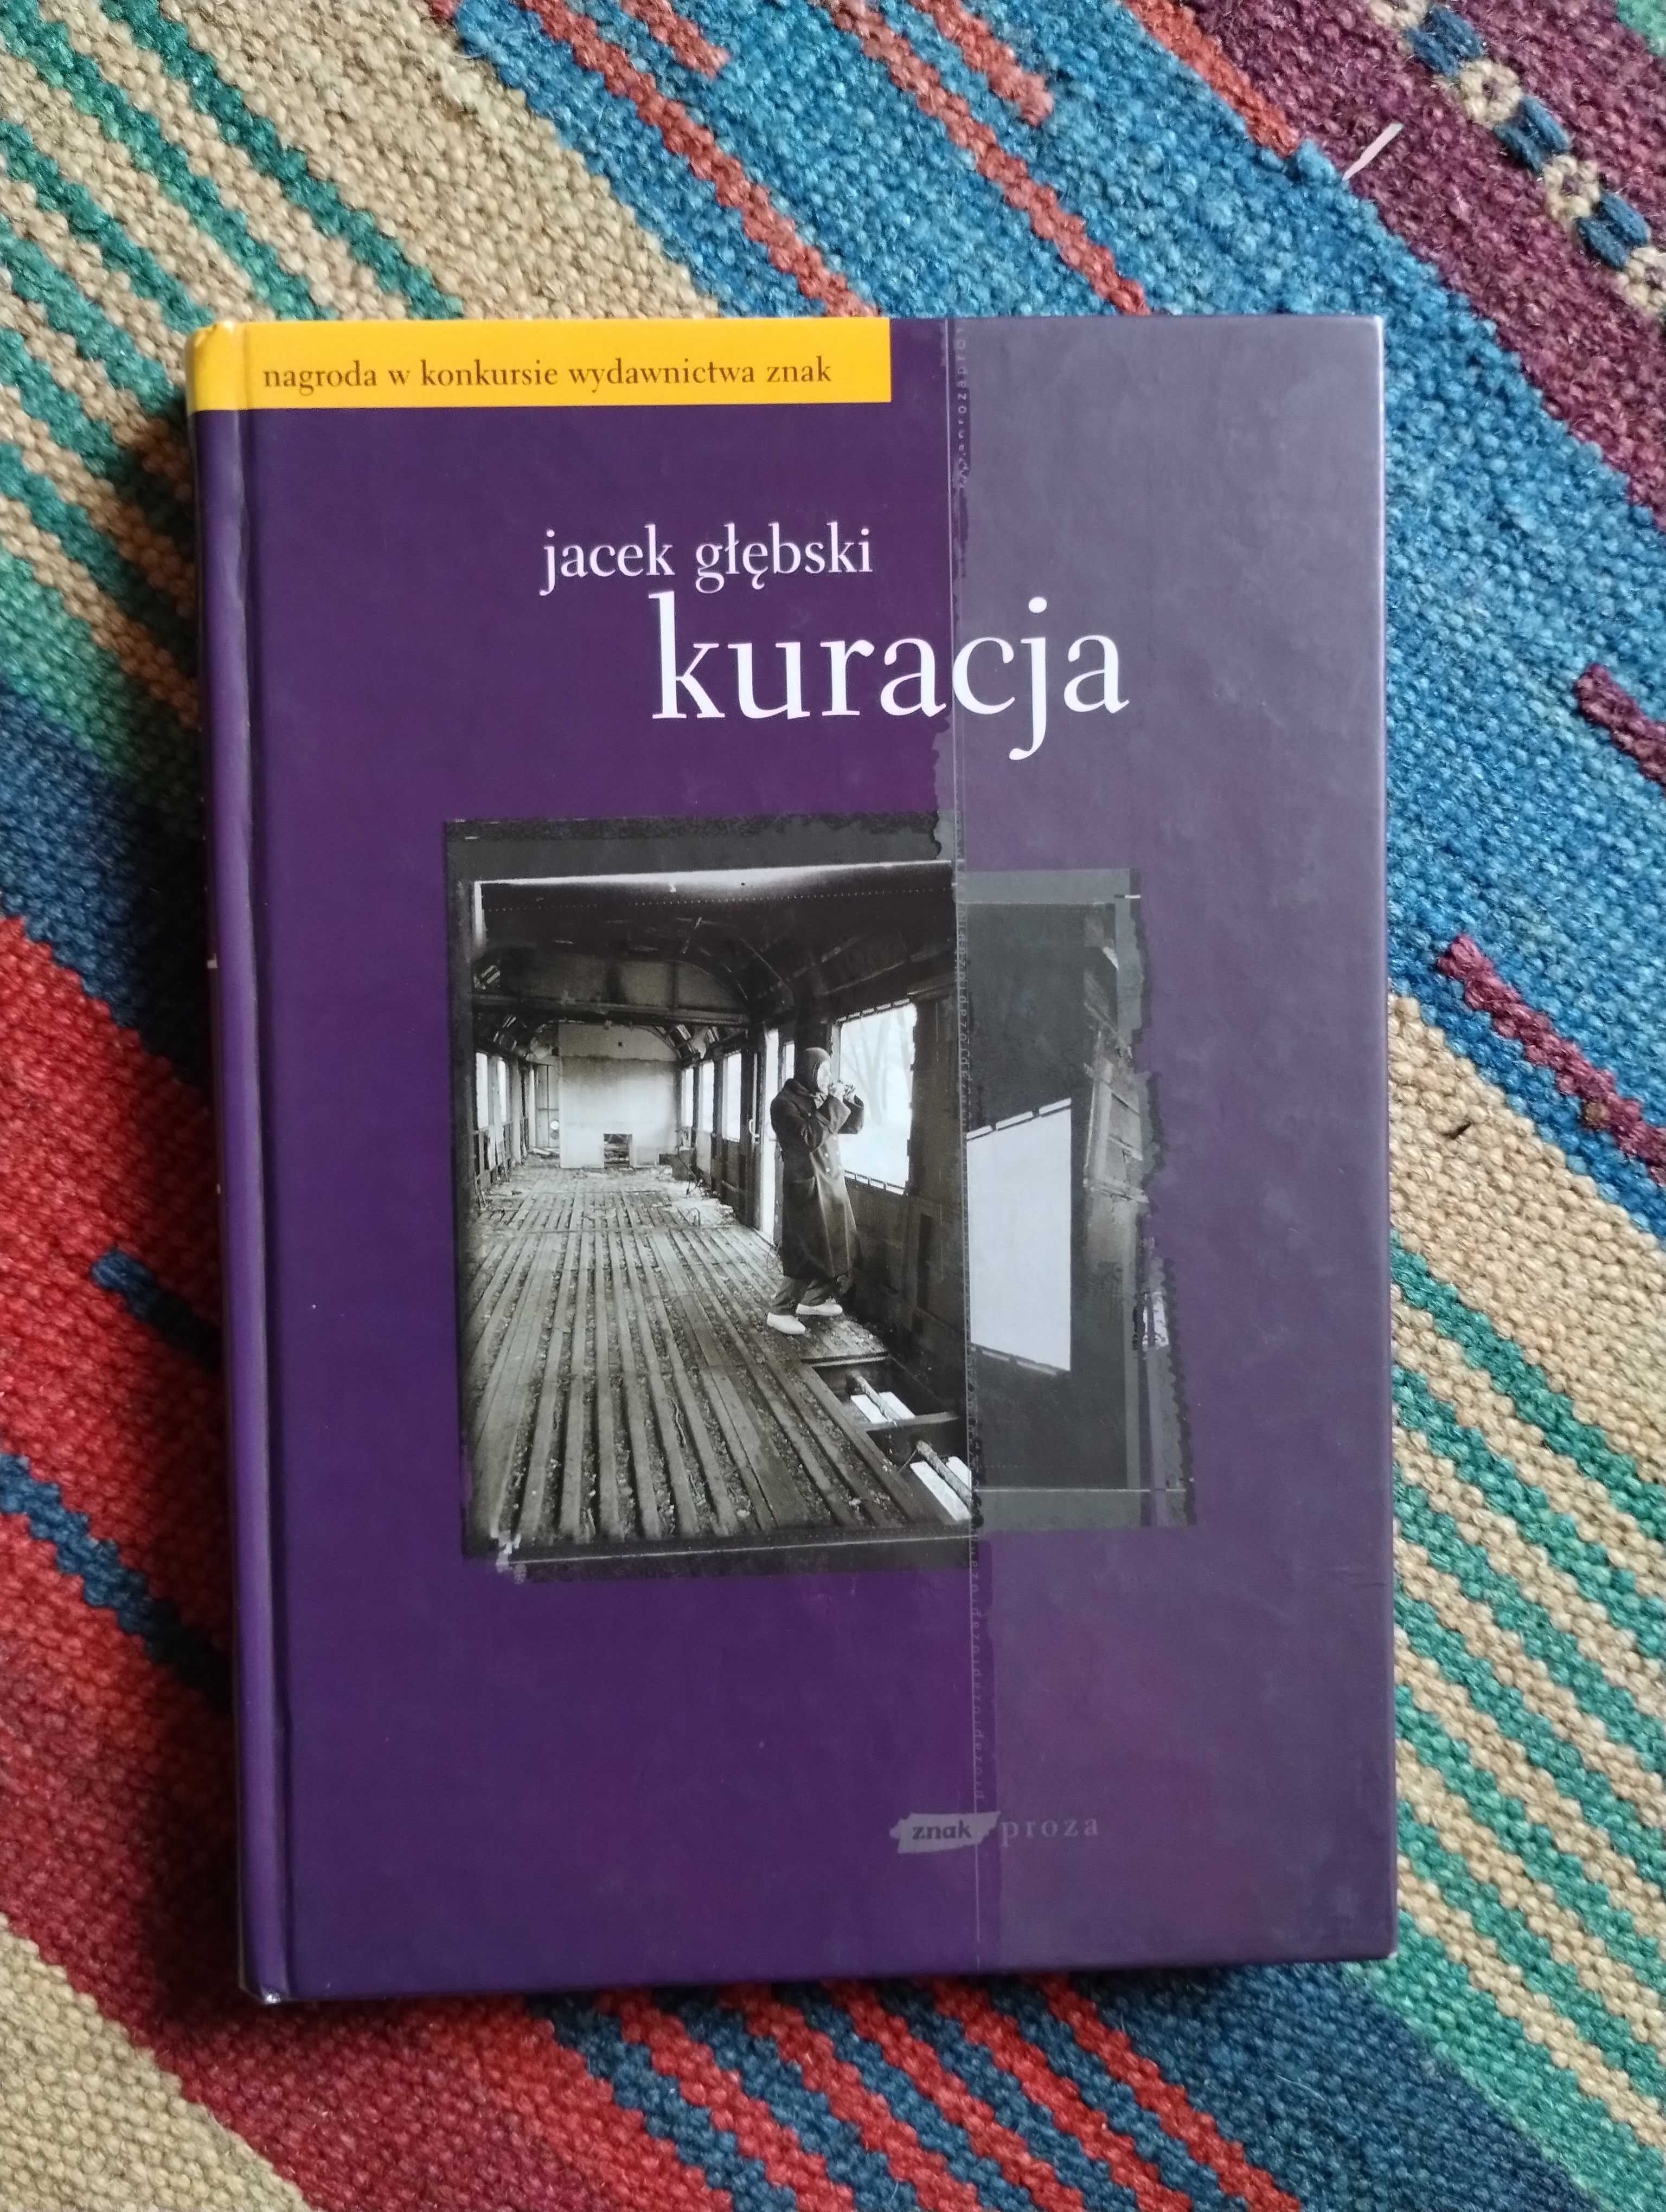 nagroda w konkursie wydawnictwa znak
jacek głębski
kuracja
znak proza